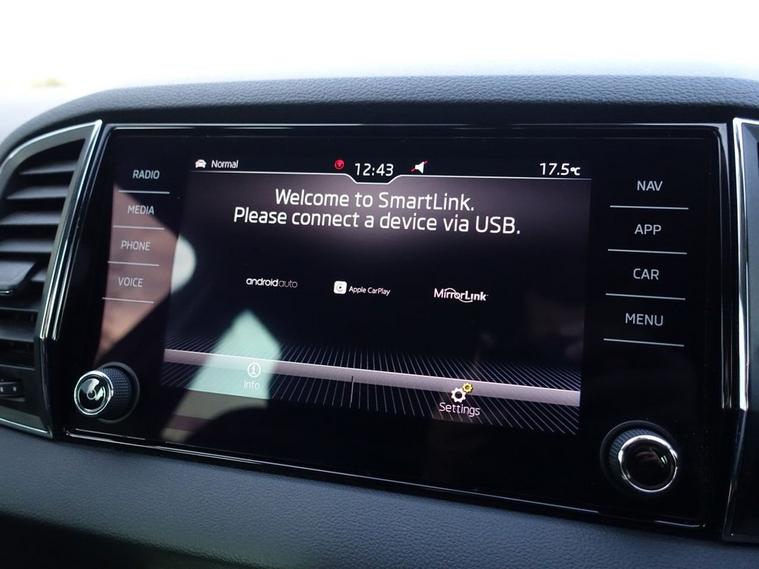 RADIO
MEDIA
PHONE
VOICE
Normal
12:43
17.5°C
Welcome to SmartLink.
Please connect a device via USB.
androidauto
Apple CarPlay
MirrorLink
Info
Settings
NAV
APP
CAR
MENU